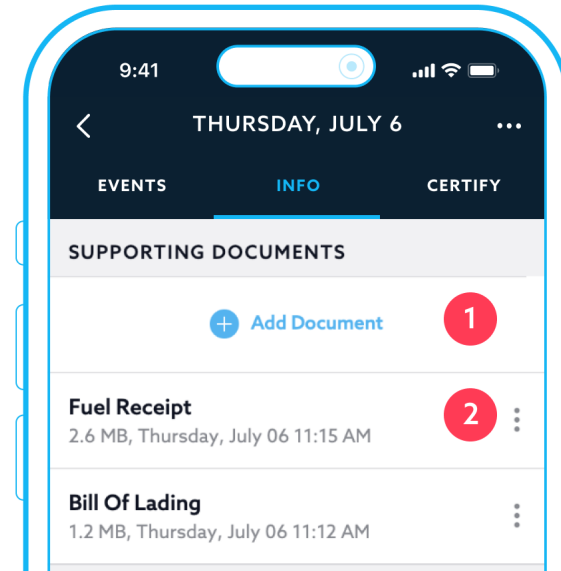 9:41
THURSDAY, JULY 6
EVENTS INFO CERTIFY
SUPPORTING DOCUMENTS
Add Document 1
Fuel Receipt 2
2.6 MB, Thursday, July 06 11:15 AM
Bill Of Lading
1.2 MB, Thursday, July 06 11:12 AM